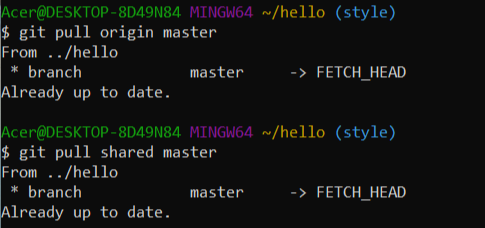 Acer@DESKTOP-8D49N84 MINGW64 ~/hello (style)
$ git pull origin master
From ../hello
 * branch            master     -> FETCH_HEAD
Already up to date.

Acer@DESKTOP-8D49N84 MINGW64 ~/hello (style)
$ git pull shared master
From ../hello
 * branch            master     -> FETCH_HEAD
Already up to date.